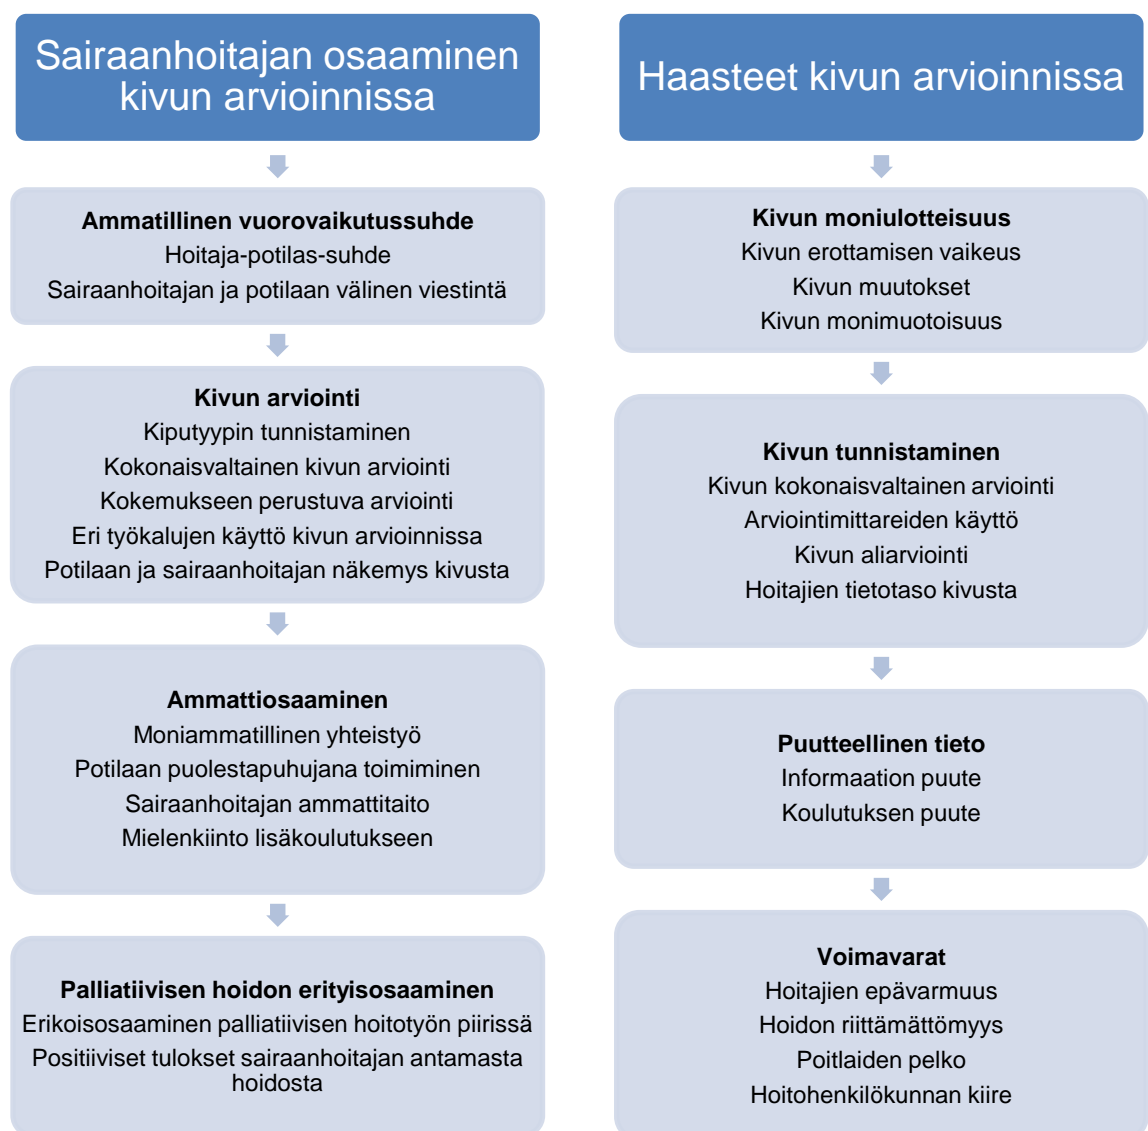 Sairaanhoitajan osaaminen
kivun arvioinnissa
Ammatillinen vuorovaikutussuhde
Hoitaja-potilas-suhde
Sairaanhoitajan ja potilaan välinen viestintä
Kivun arviointi
Kiputyypin tunnistaminen
Kokonaisvaltainen kivun arviointi
Kokemukseen perustuva arviointi
Eri työkalujen käyttö kivun arvioinnissa
Potilaan ja sairaanhoitajan näkemys kivusta
Ammattiosaaminen
Moniammatillinen yhteistyö
Potilaan puolestapuhujana toimiminen
Sairaanhoitajan ammattitaito
Mielenkiinto lisäkoulutukseen
Palliatiivisen hoidon erityisosaaminen
Erikoisosaaminen palliatiivisen hoitotyön piirissä
Positiiviset tulokset sairaanhoitajan antamasta
hoidosta
Haasteet kivun arvioinnissa
Kivun moniulotteisuus
Kivun erottamisen vaikeus
Kivun muutokset
Kivun monimuotoisuus
Kivun tunnistaminen
Kivun kokonaisvaltainen arviointi
Arviointimittareiden käyttö
Kivun aliarviointi
Hoitajien tietotaso kivusta
Puutteellinen tieto
Informaation puute
Koulutuksen puute
Voimavarat
Hoitajien epävarmuus
Hoidon riittämättömyys
Poitlaiden pelko
Hoitohenkilökunnan kiire